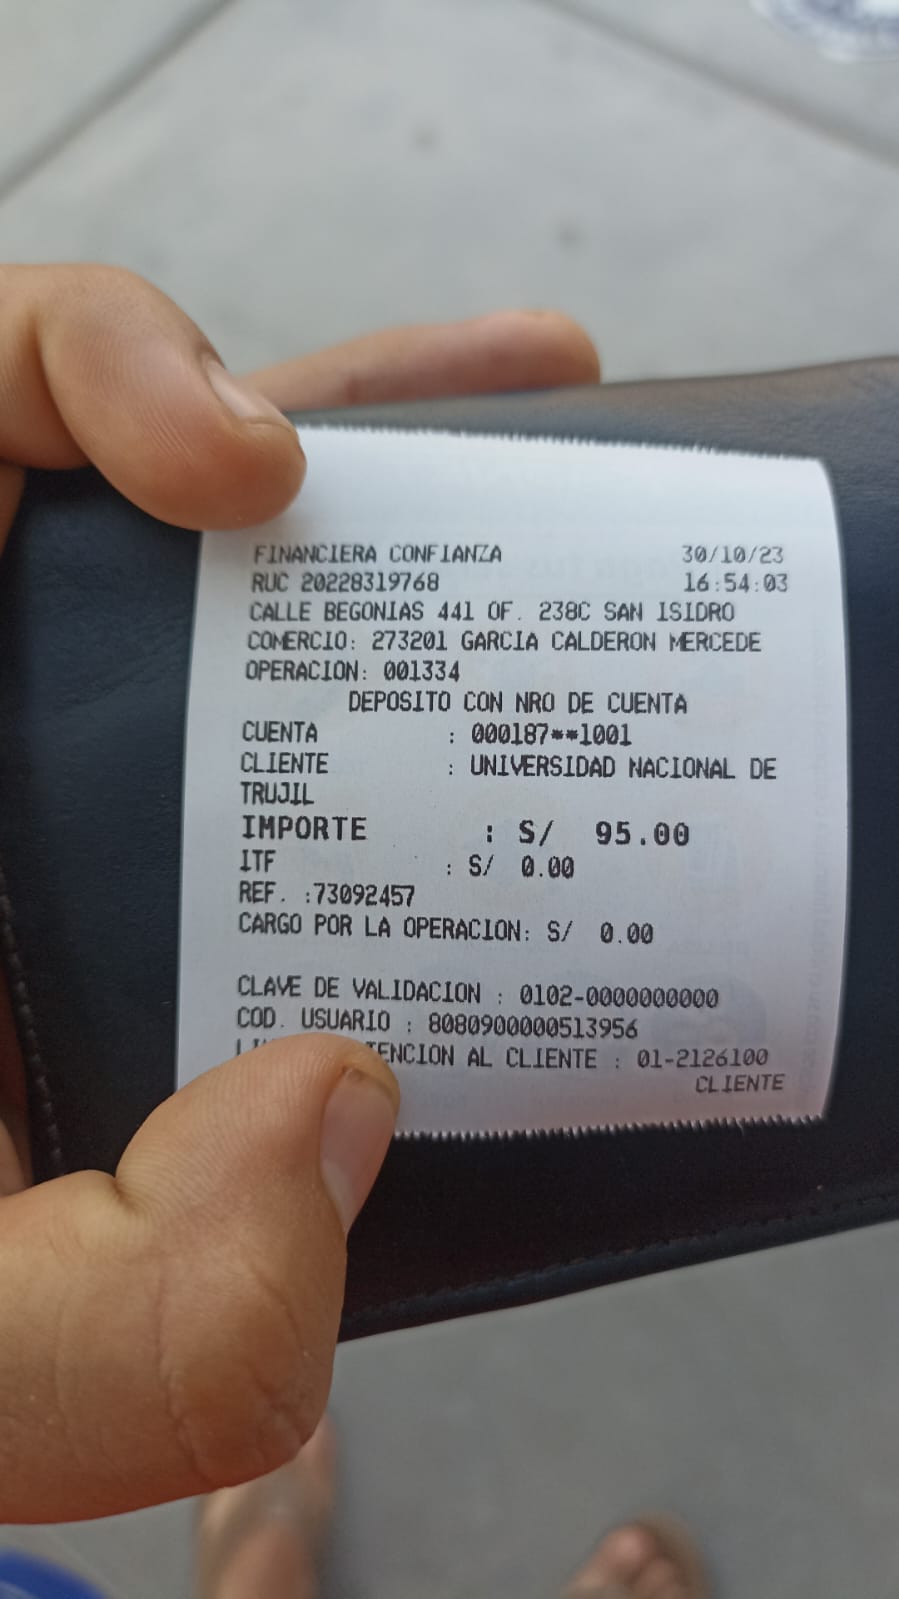 FINANCIERA CONFIANZA 30/10/23
RUC 20228319768 16:54:03
CALLE BEGONIAS 441 OF. 238C SAN ISIDRO
COMERCIO: 273201 GARCIA CALDERON MERCEDE
OPERACION: 001334
DEPOSITO CON NRO DE CUENTA
CUENTA : 000187**1001
CLIENTE : UNIVERSIDAD NACIONAL DE
TRUJIL
IMPORTE : S/ 95.00
ITF : S/ 0.00
REF. :73092457
CARGO POR LA OPERACION: S/ 0.00
CLAVE DE VALIDACION : 0102-0000000000
COD. USUARIO : 8080900000513956
TENCION AL CLIENTE : 01-2126100
CLIENTE